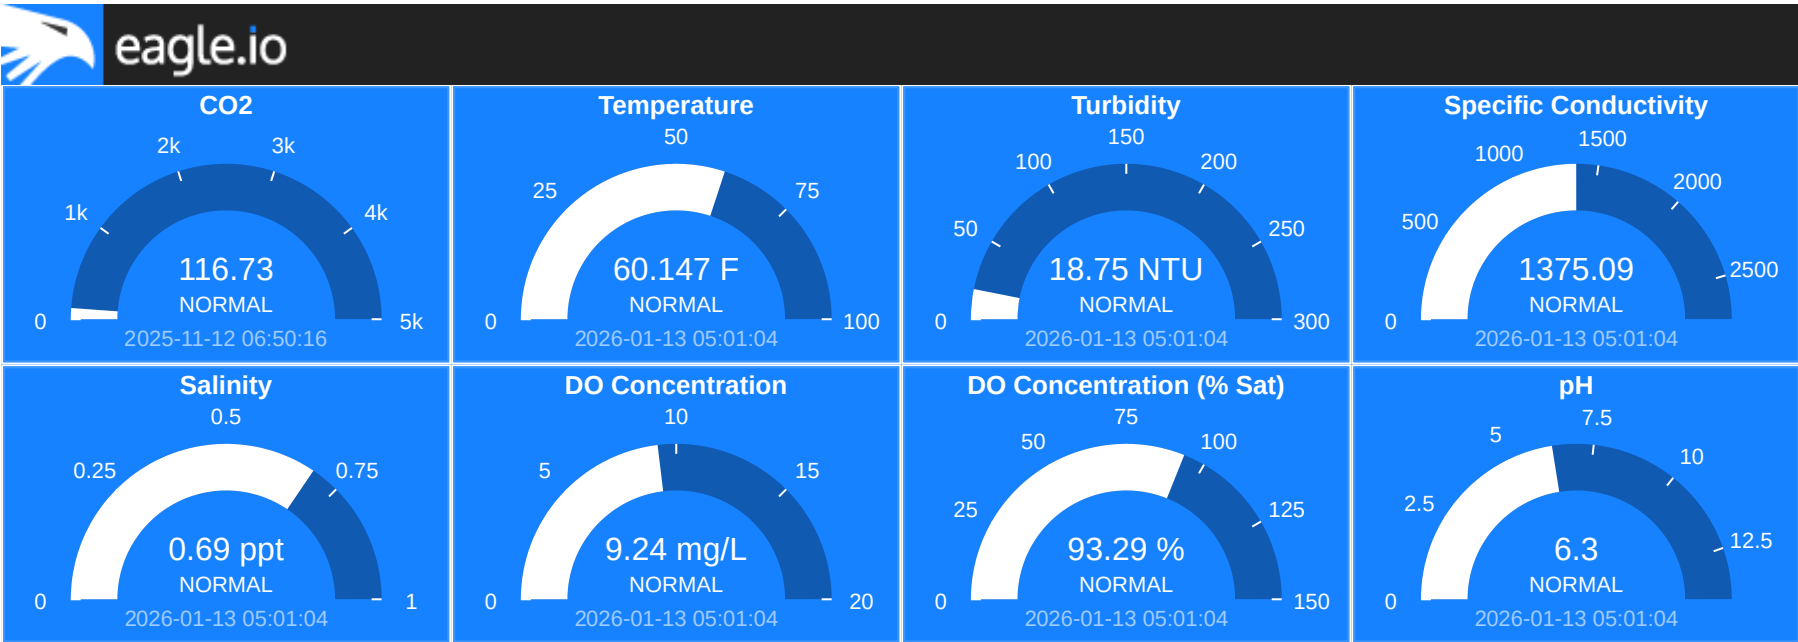 eagle.io
CO2
0
1k
2k
3k
4k
5k
116.73
NORMAL
2025-11-12 06:50:16
Temperature
0
25
50
75
100
60.147 F
NORMAL
2026-01-13 05:01:04
Turbidity
0
50
100
150
200
250
300
18.75 NTU
NORMAL
2026-01-13 05:01:04
Specific Conductivity
0
500
1000
1500
2000
2500
1375.09
NORMAL
2026-01-13 05:01:04
Salinity
0
0.25
0.5
0.75
1
0.69 ppt
NORMAL
2026-01-13 05:01:04
DO Concentration
0
5
10
15
20
9.24 mg/L
NORMAL
2026-01-13 05:01:04
DO Concentration (% Sat)
0
25
50
75
100
125
150
93.29 %
NORMAL
2026-01-13 05:01:04
pH
0
2.5
5
7.5
10
12.5
6.3
NORMAL
2026-01-13 05:01:04